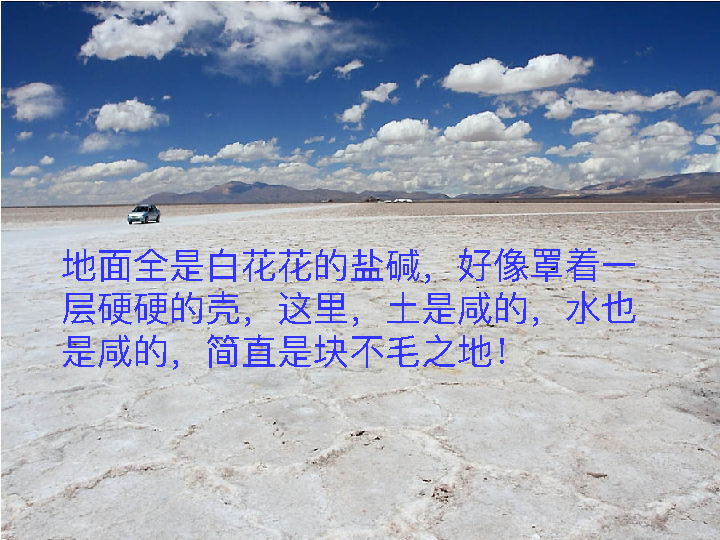 地面全是白花花的盐碱，好像罩着一
层硬硬的壳，这里，土是咸的，水也
是咸的，简直是块不毛之地！